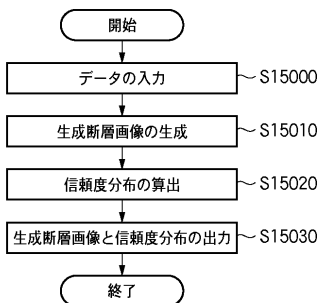 開始
データの入力 S15000
生成断層画像の生成 S15010
信頼度分布の算出 S15020
生成断層画像と信頼度分布の出力 S15030
終了